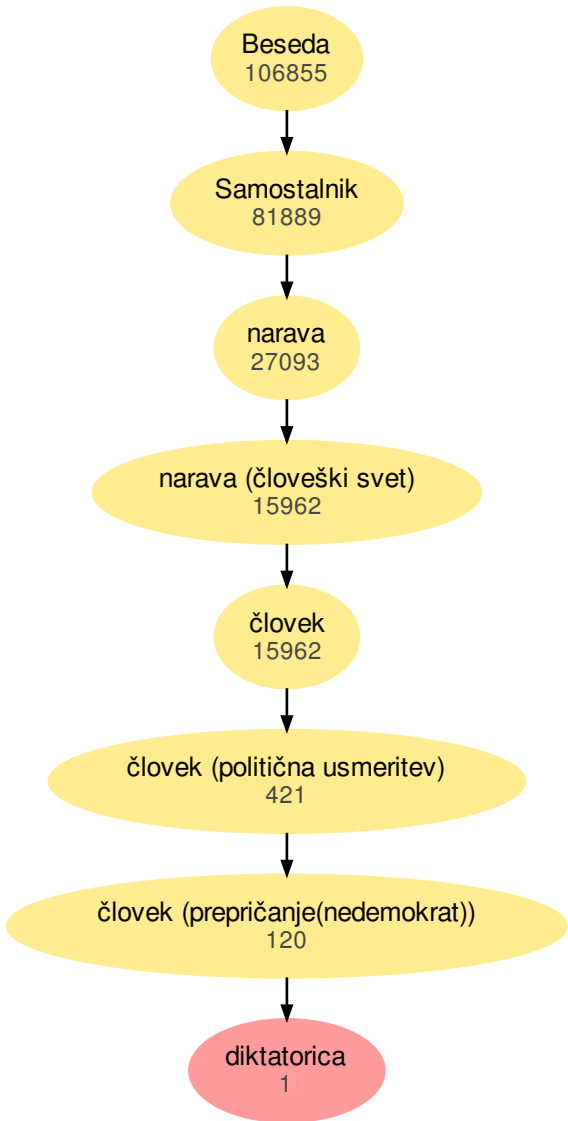 Beseda
106855
Samostalnik
81889
narava
27093
narava (človeški svet)
15962
človek
15962
človek (politična usmeritev)
421
človek (prepričanje(nedemokrat))
120
diktatorica
1